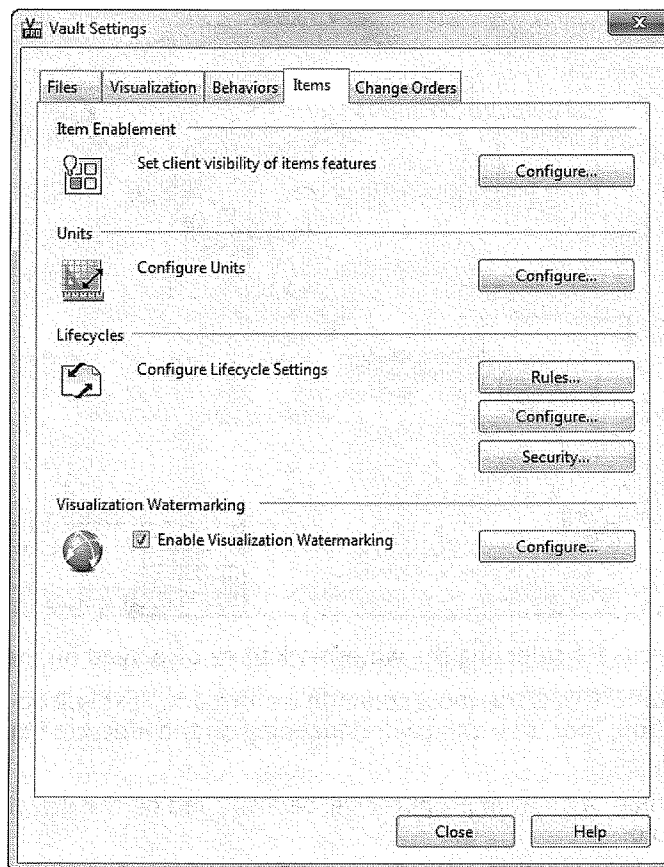 V
PRO
Vault Settings
x
Files
Visualization
Behaviors
Items
Change Orders
Item Enablement
Set client visibility of items features
Configure...
Units
Configure Units
Configure...
Lifecycles
Configure Lifecycle Settings
Rules...
Configure...
Security...
Visualization Watermarking
Enable Visualization Watermarking
Configure...
Close
Help